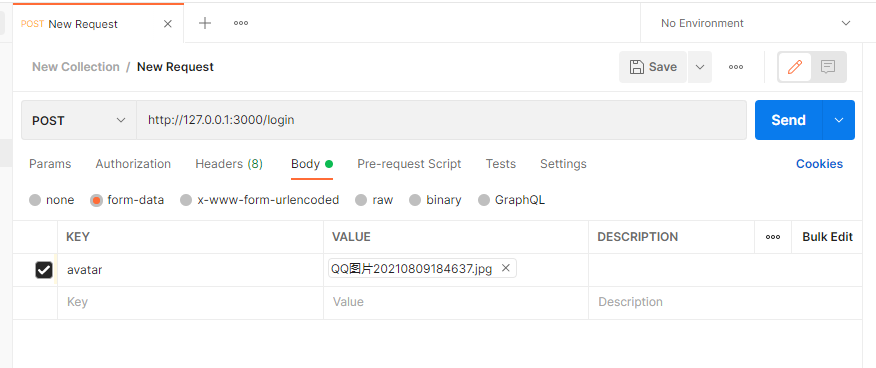 POST New Request
No Environment
New Collection / New Request
Save
POST
http://127.0.0.1:3000/login
Send
Params Authorization Headers (8) Body Pre-request Script Tests Settings Cookies
none form-data x-www-form-urlencoded raw binary GraphQL
KEY VALUE DESCRIPTION Bulk Edit
avatar QQ图片20210809184637.jpg
Key Value Description